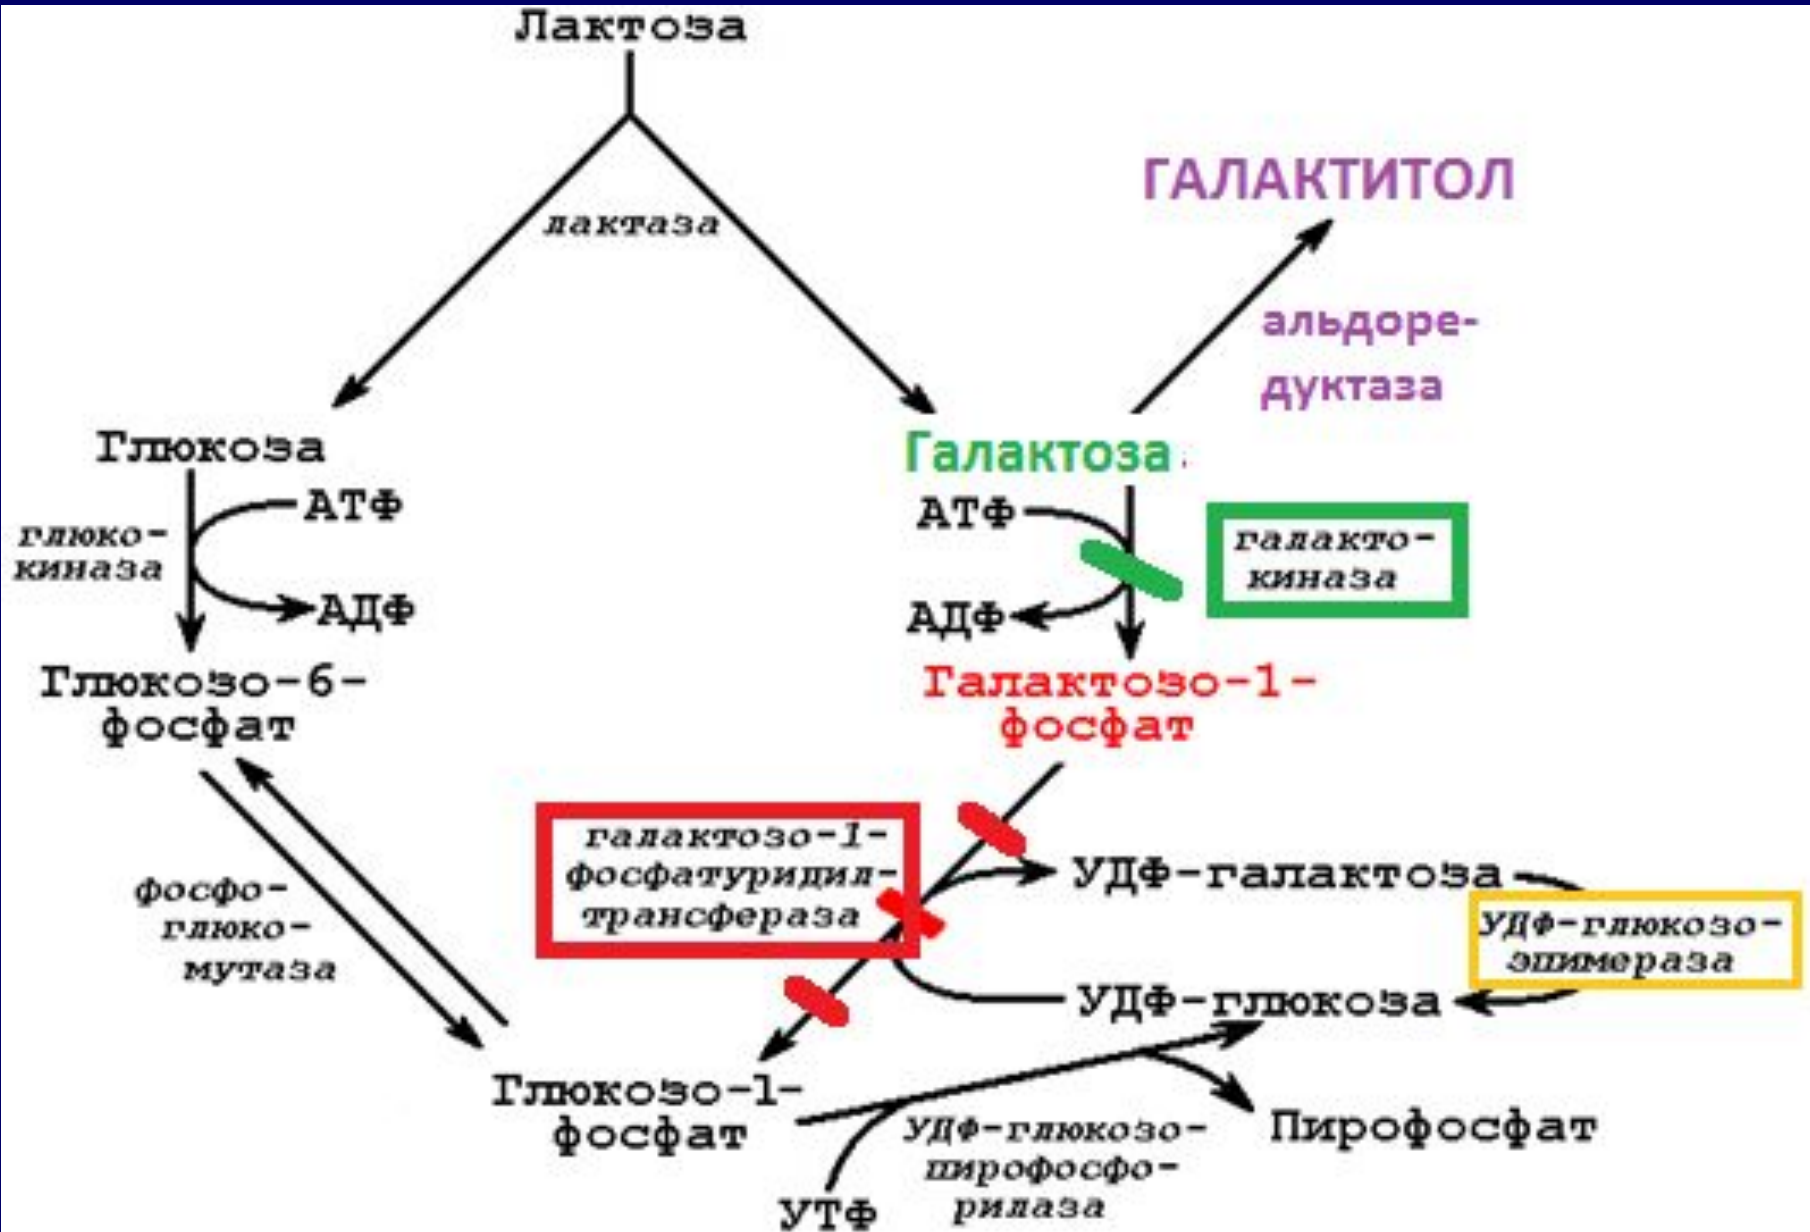 Лактоза
лактаза
ГАЛАКТИТОЛ
альдоре-
дуктаза
Глюкоза
Галактоза
АТФ
глюко-
киназа
АДФ
АТФ
галакто-
киназа
АДФ
Глюкозо-6-
фосфат
Галактозо-1-
фосфат
галактозо-1-
фосфатуридил-
трансфераза
УДФ-галактоза
фосфо-
глюко-
мутаза
УДФ-глюкозо-
эпимераза
УДФ-глюкоза
Глюкозо-1-
фосфат
УДФ-глюкозо-
пирофосфо-
рилаза
Пирофосфат
УТФ